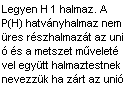 Legyen H 1 halmaz. A
P(H) hatványhalmaz nem
üres részhalmazát az uni
ó és a metszet műveleté
vel együtt halmaztestnek
nevezzük ha zárt az unió